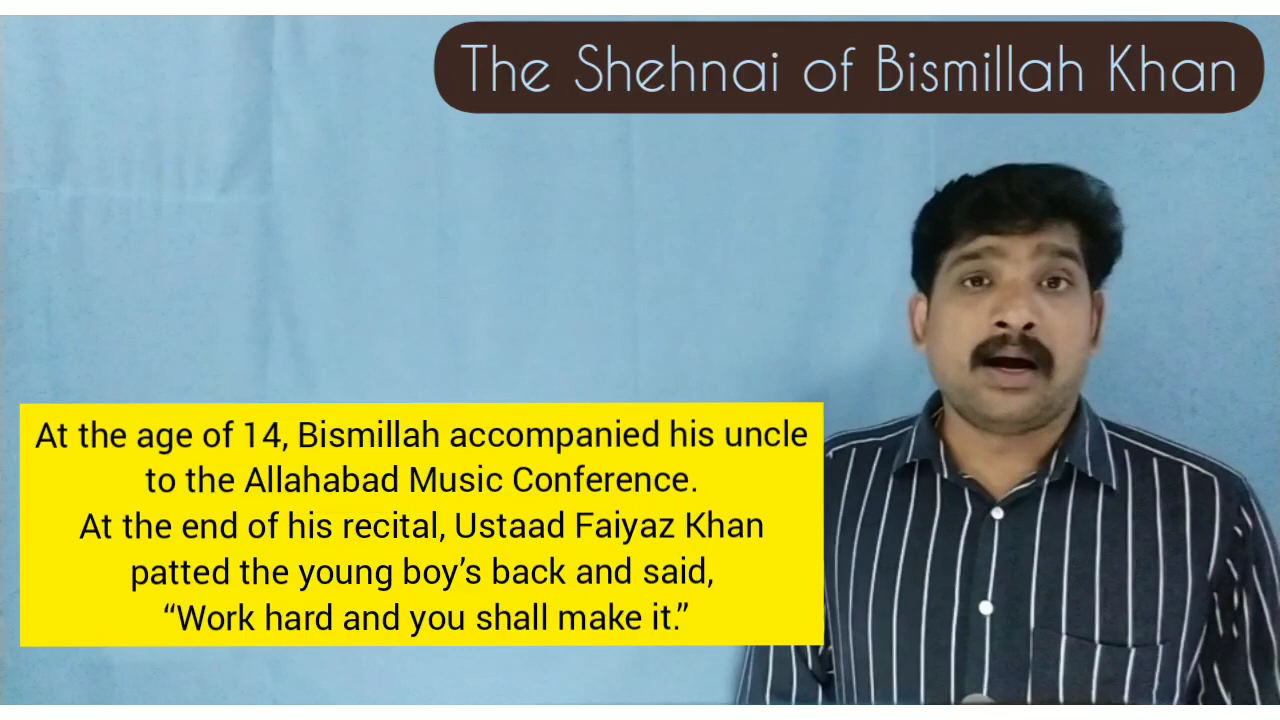 The Shehnai of Bismillah Khan
At the age of 14, Bismillah accompanied his uncle
to the Allahabad Music Conference.
At the end of his recital, Ustaad Faiyaz Khan
patted the young boy’s back and said,
“Work hard and you shall make it.”